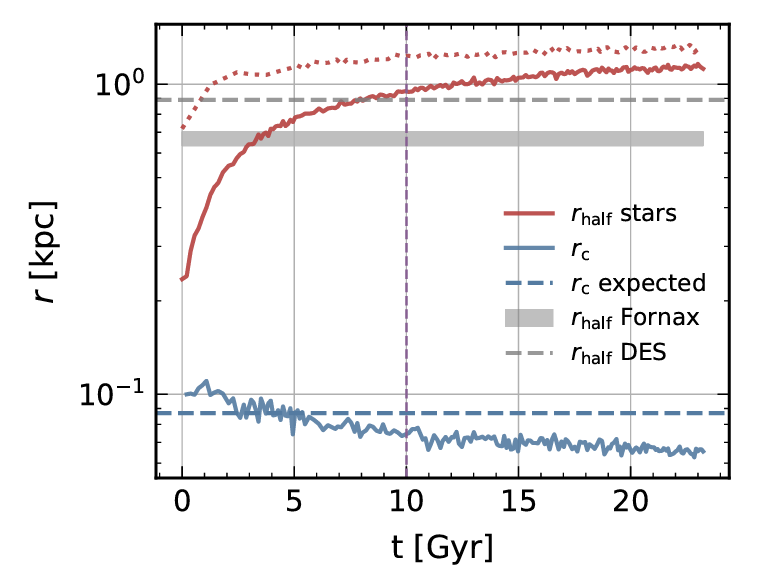 10⁰
10⁻¹
r [kpc]
r_half stars
r_c
r_c expected
r_half Fornax
r_half DES
0 5 10 15 20
t [Gyr]